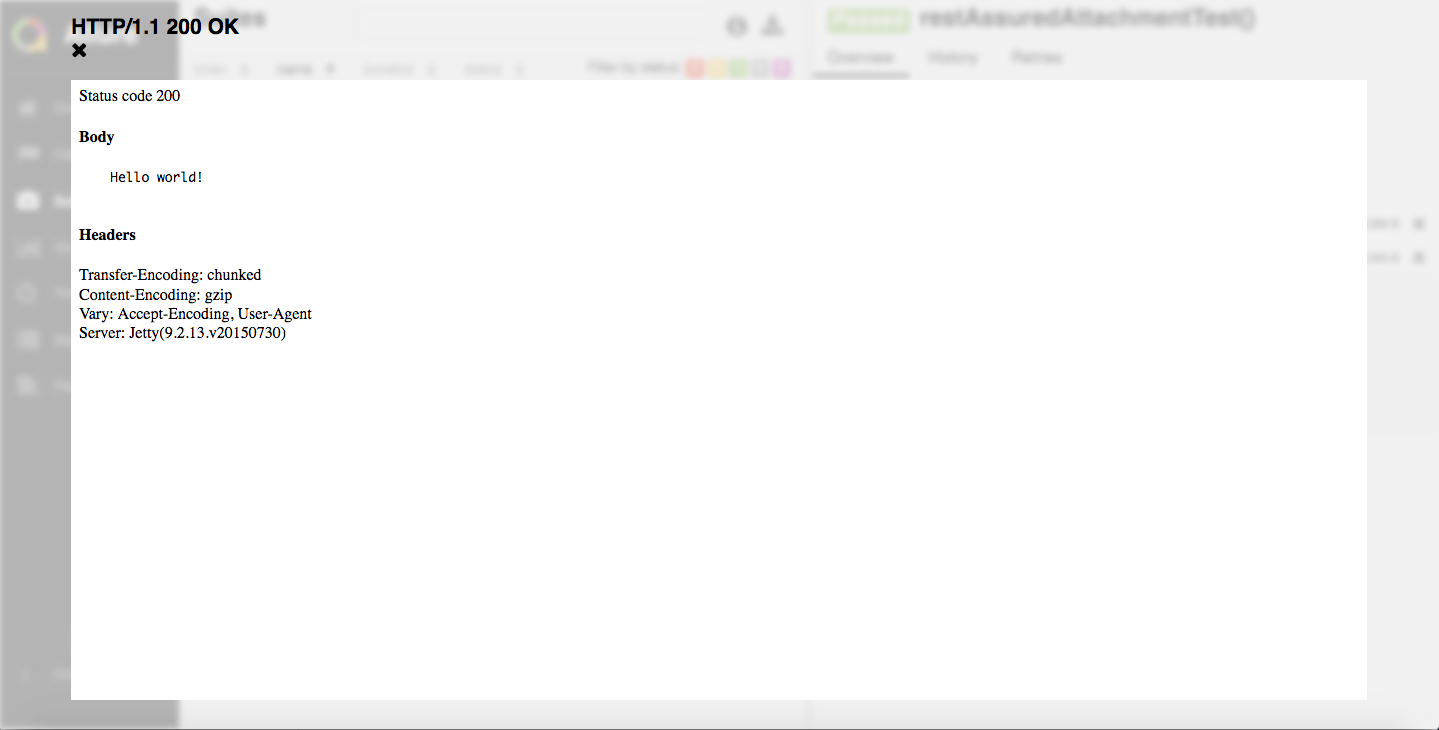 HTTP/1.1 200 OK
Suites
Passed restAssuredAttachmentTest()
Overview History Retries
name status Filter by status:
Status code 200
Body
Hello world!
Headers
Transfer-Encoding: chunked
Content-Encoding: gzip
Vary: Accept-Encoding, User-Agent
Server: Jetty(9.2.13.v20150730)